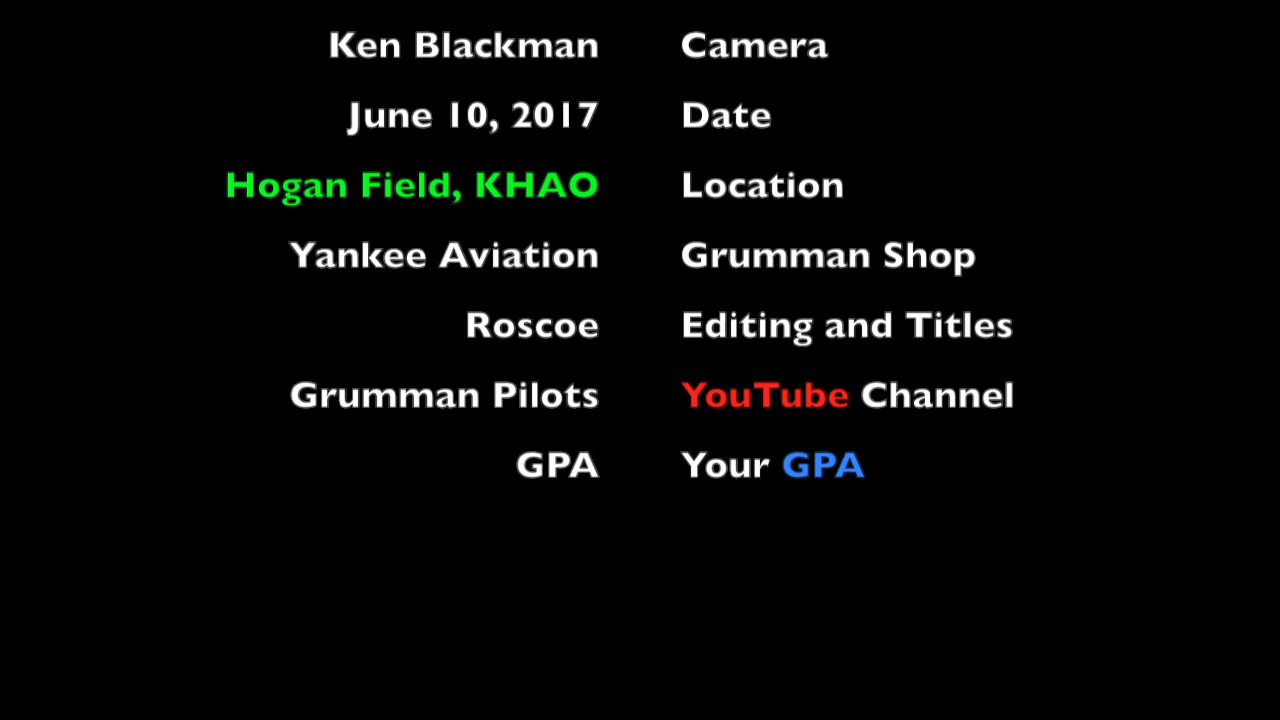 Ken Blackman Camera
June 10, 2017 Date
Hogan Field, KHAO Location
Yankee Aviation Grumman Shop
Roscoe Editing and Titles
Grumman Pilots YouTube Channel
GPA Your GPA